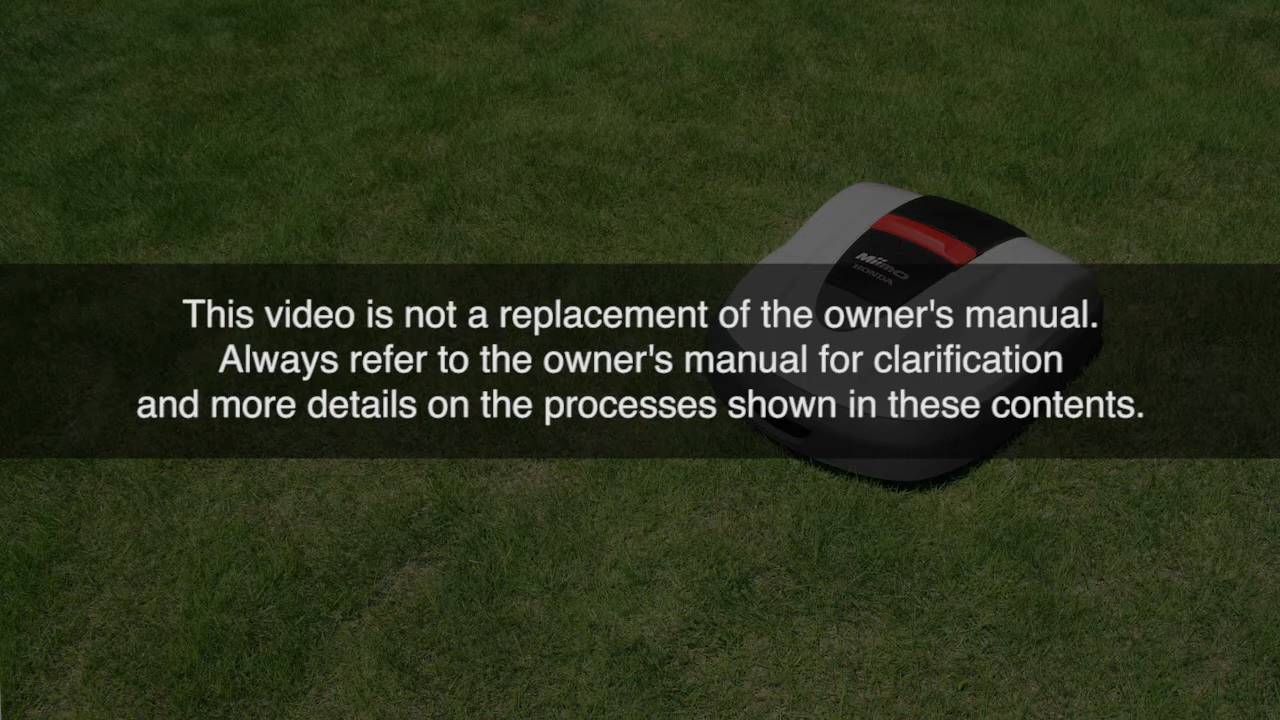 Miimo
HONDA
This video is not a replacement of the owner's manual.
Always refer to the owner's manual for clarification
and more details on the processes shown in these contents.